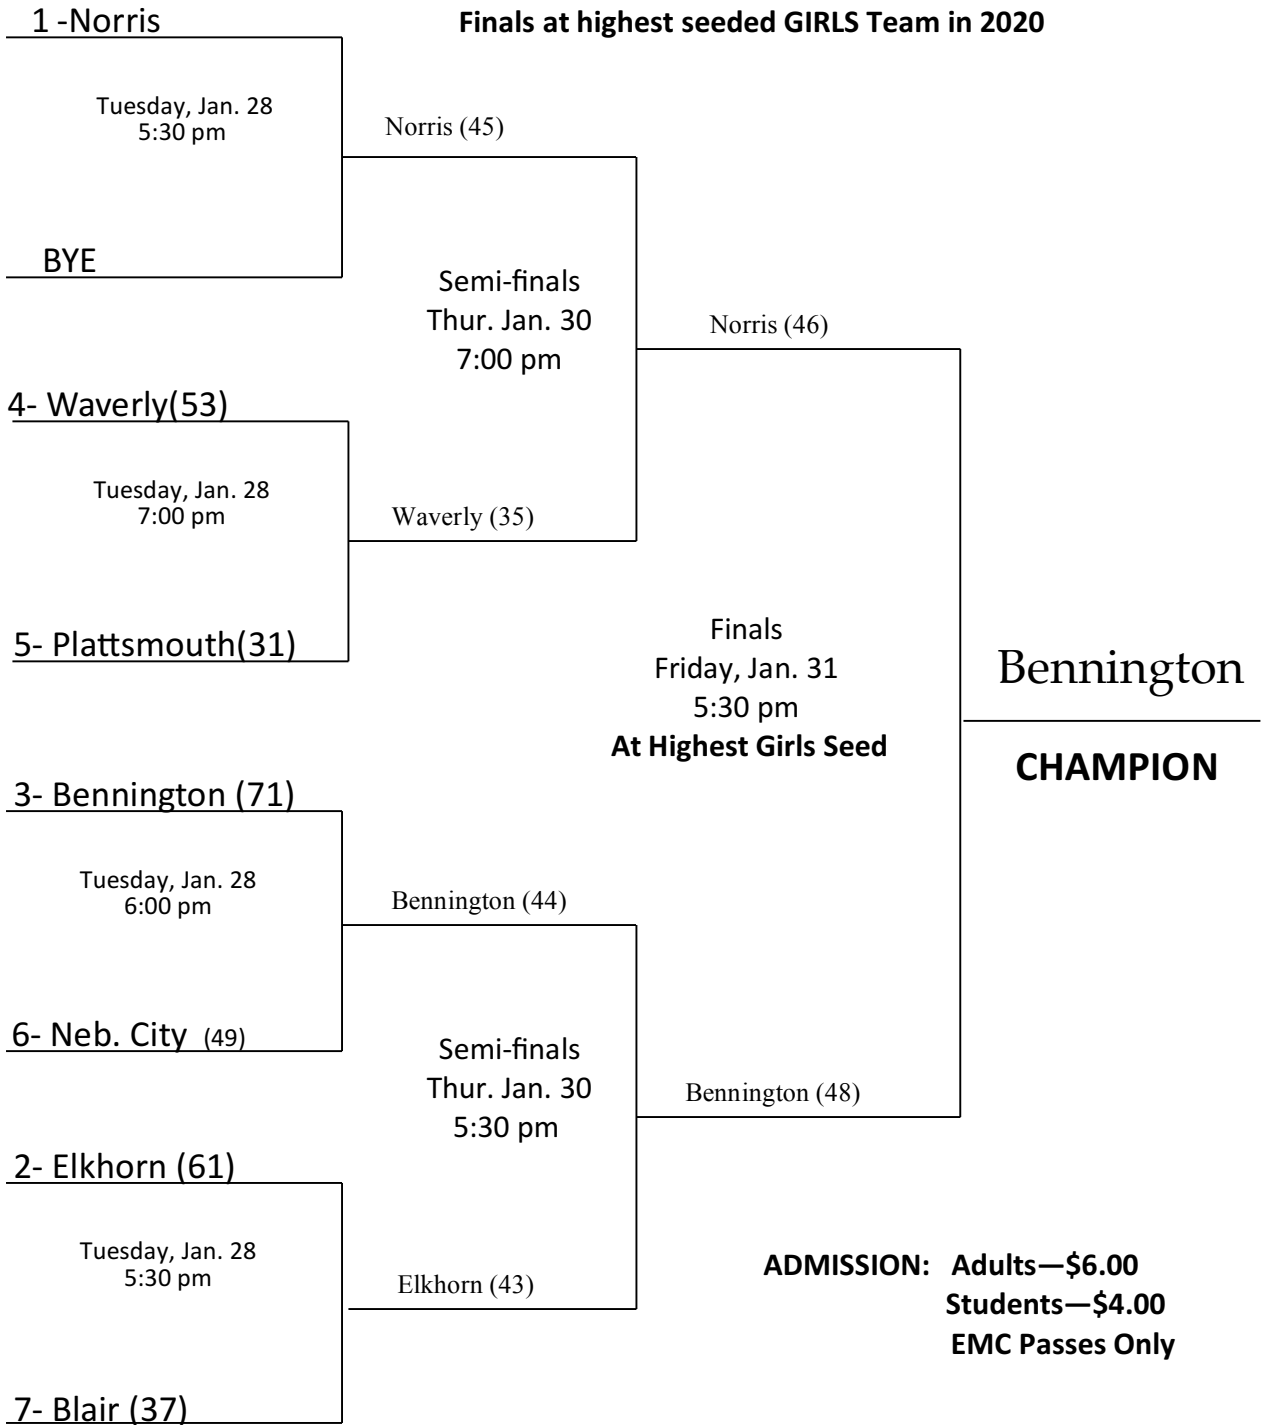 1 -Norris
Finals at highest seeded GIRLS Team in 2020
Tuesday, Jan. 28
5:30 pm
Norris (45)
BYE
Semi-finals
Thur. Jan. 30
7:00 pm
Norris (46)
4- Waverly(53)
Tuesday, Jan. 28
7:00 pm
Waverly (35)
5- Plattsmouth(31)
Finals
Friday, Jan. 31
5:30 pm
At Highest Girls Seed
Bennington
CHAMPION
3- Bennington (71)
Tuesday, Jan. 28
6:00 pm
Bennington (44)
6- Neb. City (49)
Semi-finals
Thur. Jan. 30
5:30 pm
Bennington (48)
2- Elkhorn (61)
Tuesday, Jan. 28
5:30 pm
Elkhorn (43)
ADMISSION: Adults—$6.00
Students—$4.00
EMC Passes Only
7- Blair (37)